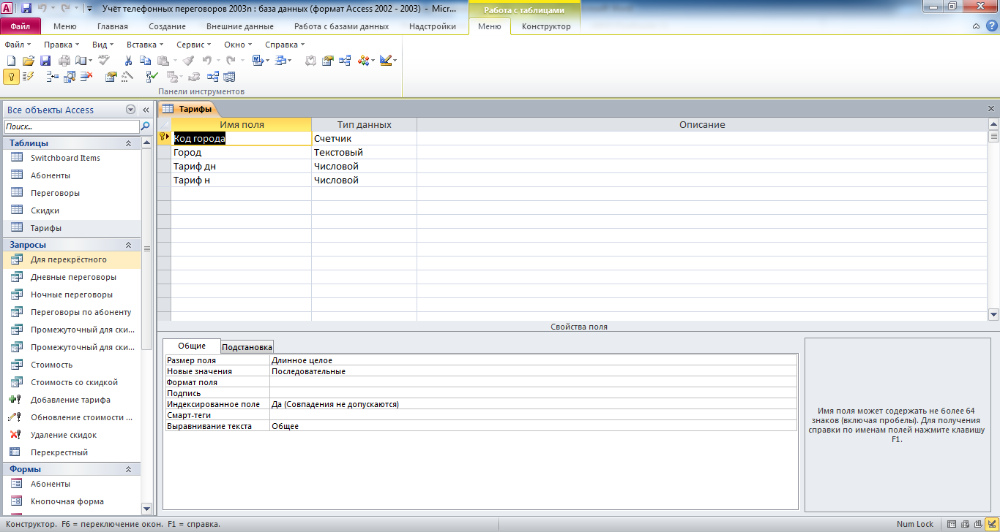 Учёт телефонных переговоров 2003n : база данных (формат Access 2002 - 2003) - Micr...
Работа с таблицами
Файл Меню Главная Создание Внешние данные Работа с базами данных Надстройки Меню Конструктор
Файл Правка Вид Вставка Сервис Окно Справка
Панели инструментов
Все объекты Access
Поиск...
Таблицы
Switchboard Items
Абоненты
Переговоры
Скидки
Тарифы
Запросы
Для перекрёстного
Дневные переговоры
Ночные переговоры
Переговоры по абоненту
Промежуточный для ски...
Промежуточный для ски...
Стоимость
Стоимость со скидкой
Добавление тарифа
Обновление стоимости ...
Удаление скидок
Перекрестный
Формы
Абоненты
Кнопочная форма
Тарифы
Имя поля Тип данных Описание
Код города Счетчик
Город Текстовый
Тариф дн Числовой
Тариф н Числовой
Свойства поля
Общие Подстановка
Размер поля Длинное целое
Новые значения Последовательные
Формат поля
Подпись
Индексированное поле Да (Совпадения не допускаются)
Смарт-теги
Выравнивание текста Общее
Имя поля может содержать не более 64
знаков (включая пробелы). Для получения
справки по именам полей нажмите клавишу
F1.
Конструктор. F6 = переключение окон. F1 = справка.
Num Lock